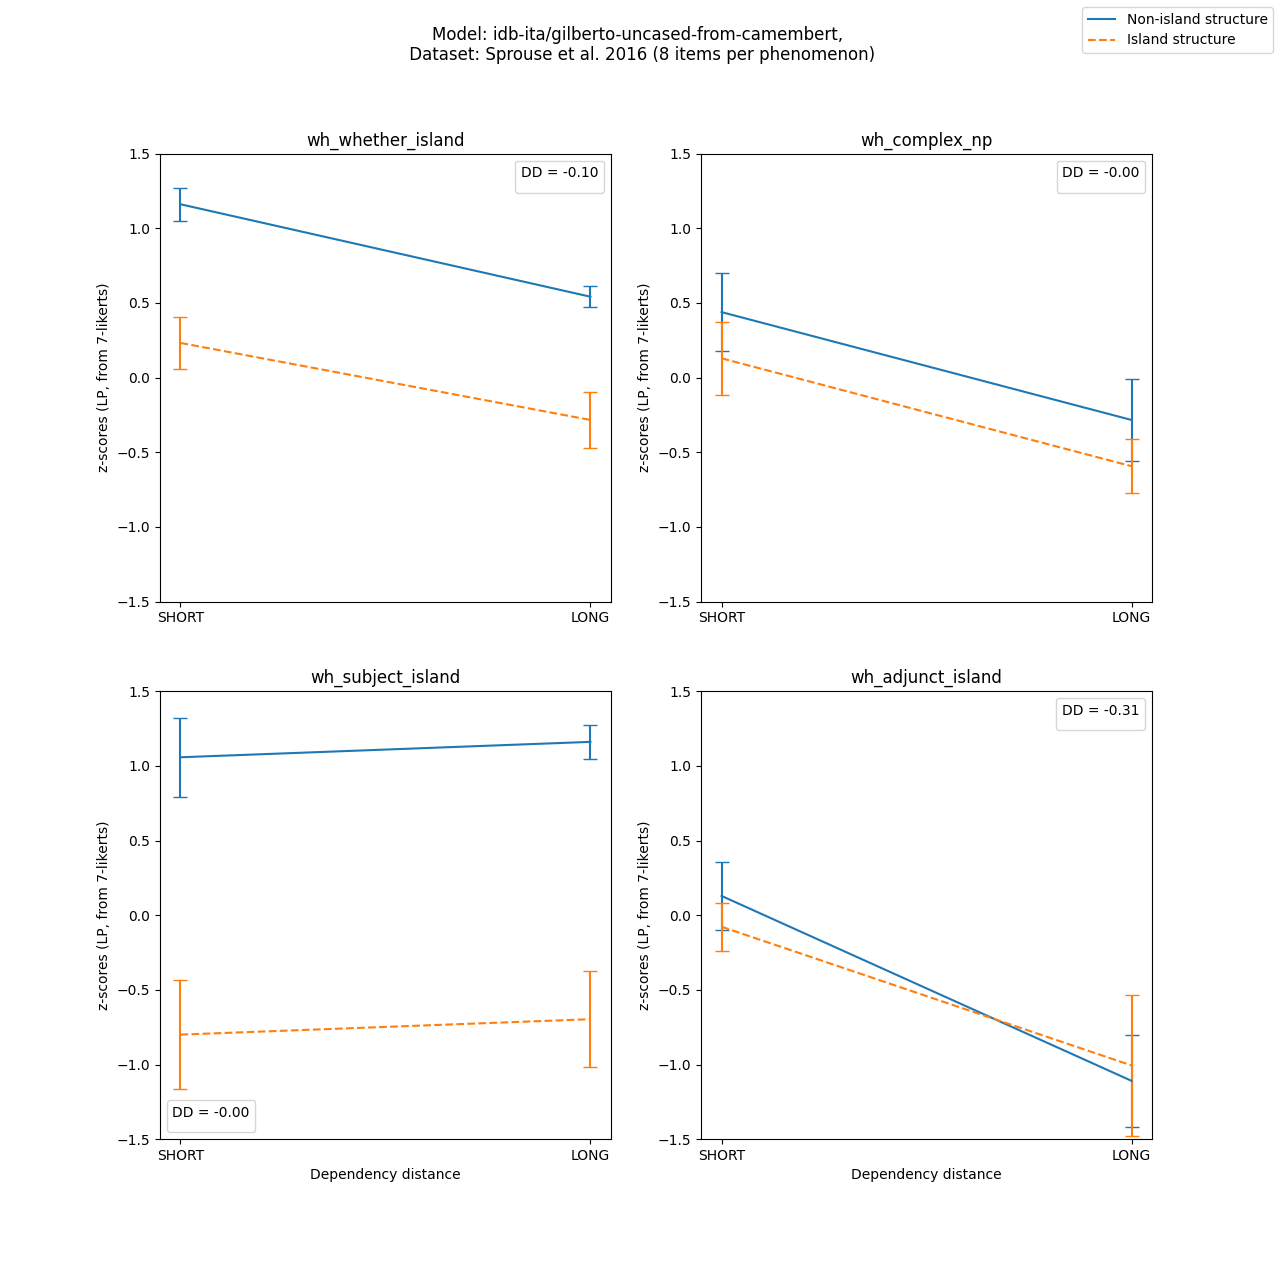 Model: idb-ita/gilberto-uncased-from-camembert,
Dataset: Sprouse et al. 2016 (8 items per phenomenon)
Non-island structure
Island structure
wh_whether_island
DD = -0.10
z-scores (LP, from 7-likerts)
1.5
1.0
0.5
0.0
−0.5
−1.0
−1.5
SHORT
LONG
wh_complex_np
DD = -0.00
z-scores (LP, from 7-likerts)
1.5
1.0
0.5
0.0
−0.5
−1.0
−1.5
SHORT
LONG
wh_subject_island
DD = -0.00
z-scores (LP, from 7-likerts)
1.5
1.0
0.5
0.0
−0.5
−1.0
−1.5
SHORT
LONG
Dependency distance
wh_adjunct_island
DD = -0.31
z-scores (LP, from 7-likerts)
1.5
1.0
0.5
0.0
−0.5
−1.0
−1.5
SHORT
LONG
Dependency distance